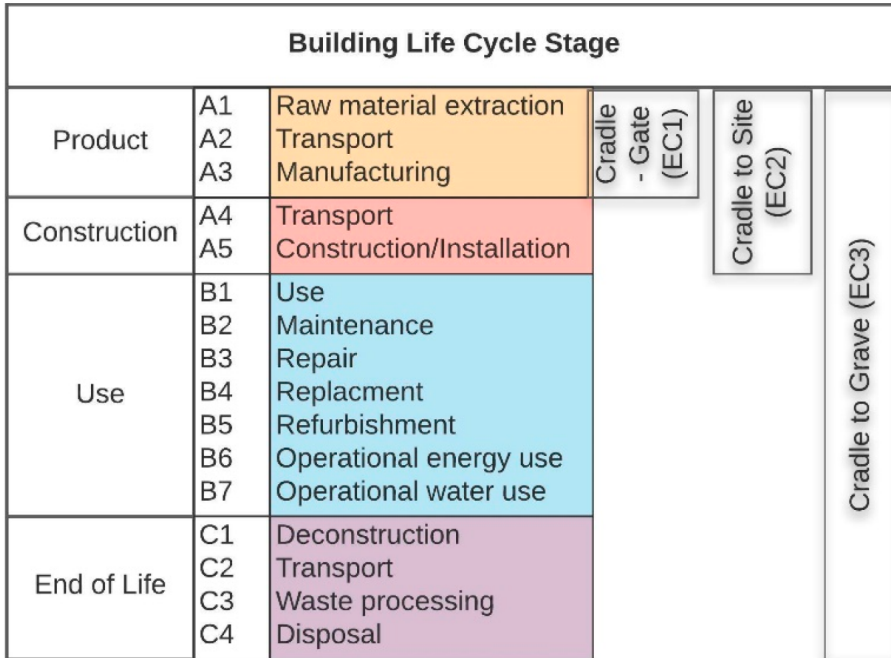 Building Life Cycle Stage
Product
A1 Raw material extraction
A2 Transport
A3 Manufacturing
Cradle
- Gate
(EC1)
Cradle to Site
(EC2)
Cradle to Grave (EC3)
Construction
A4 Transport
A5 Construction/Installation
Use
B1 Use
B2 Maintenance
B3 Repair
B4 Replacment
B5 Refurbishment
B6 Operational energy use
B7 Operational water use
End of Life
C1 Deconstruction
C2 Transport
C3 Waste processing
C4 Disposal